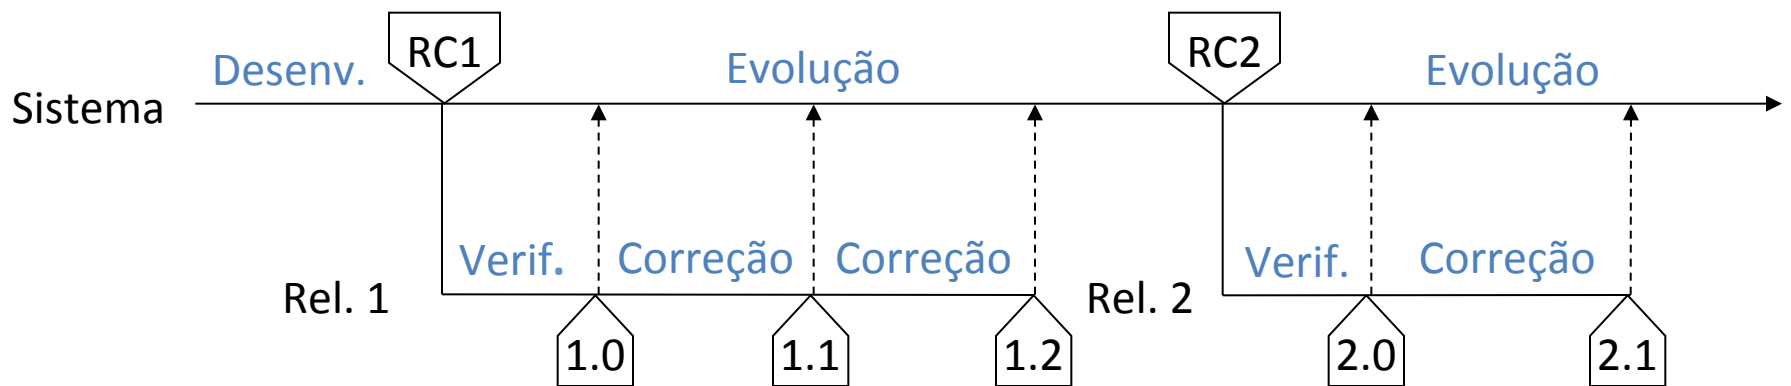 Sistema
Desenv.
RC1
Evolução
RC2
Evolução
Rel. 1
Verif.
Correção
Correção
Rel. 2
Verif.
Correção
1.0
1.1
1.2
2.0
2.1